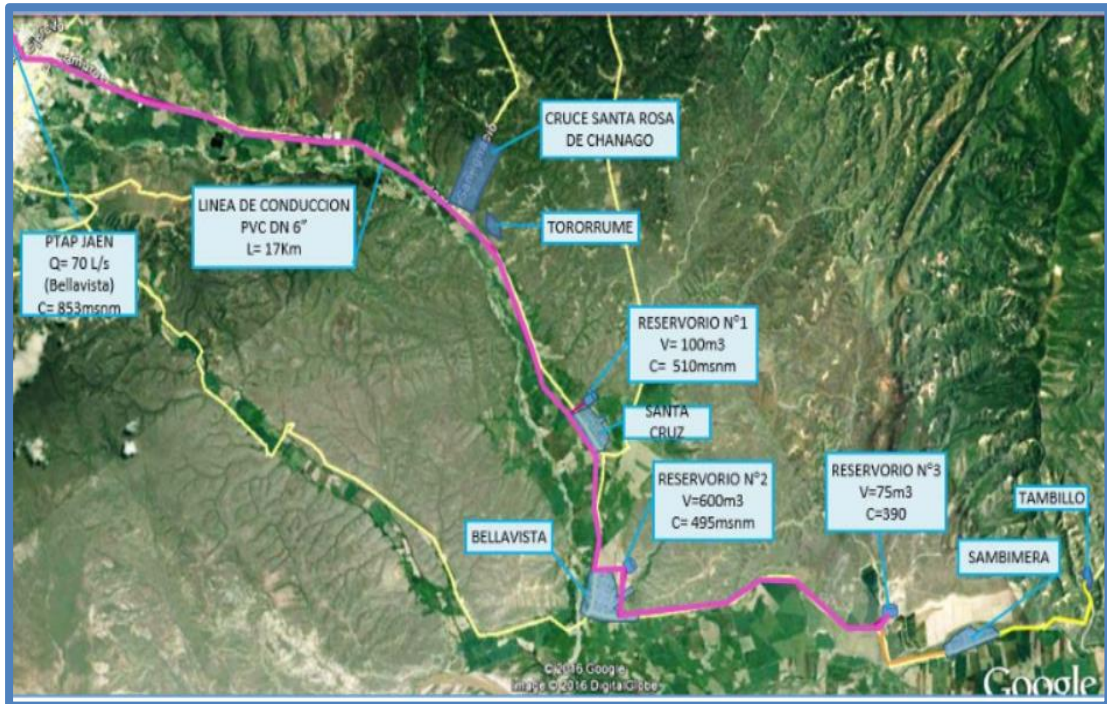 CRUCE SANTA ROSA
DE CHANAGO
LINEA DE CONDUCCION
PVC DN 6"
L= 17Km
TORORRUME
PTAP JAEN
Q= 70 L/s
(Bellavista)
C= 853msnm
RESERVORIO N°1
V= 100m3
C= 510msnm
SANTA
CRUZ
RESERVORIO N°2
V=600m3
C= 495msnm
RESERVORIO N°3
V=75m3
C=390
TAMBILLO
BELLAVISTA
SAMBIMERA
© 2016 Google
Image © 2016 DigitalGlobe
Google